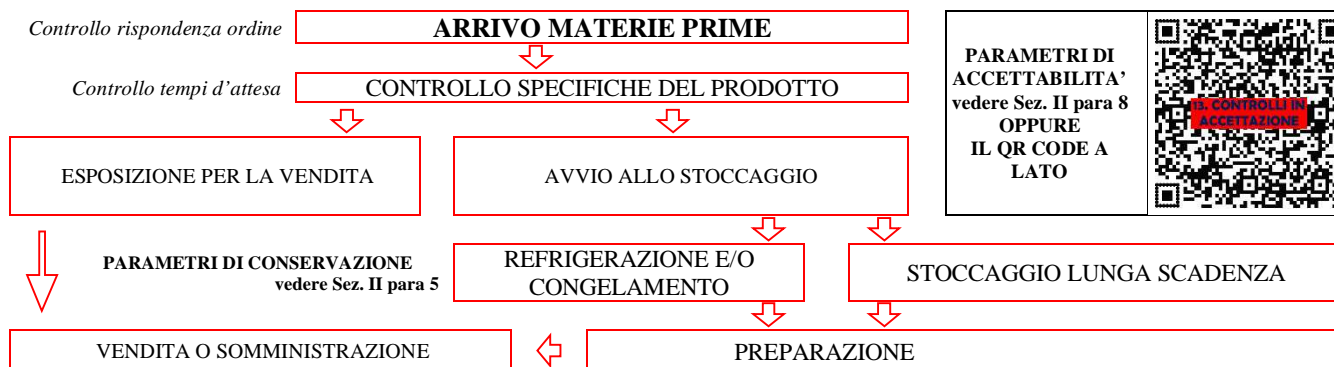 Controllo rispondenza ordine
ARRIVO MATERIE PRIME
Controllo tempi d'attesa
CONTROLLO SPECIFICHE DEL PRODOTTO
PARAMETRI DI
ACCETTABILITA'
vedere Sez. II para 8
OPPURE
IL QR CODE A
LATO
13. CONTROLLI IN
ACCETTAZIONE
ESPOSIZIONE PER LA VENDITA
AVVIO ALLO STOCCAGGIO
PARAMETRI DI CONSERVAZIONE
vedere Sez. II para 5
REFRIGERAZIONE E/O
CONGELAMENTO
STOCCAGGIO LUNGA SCADENZA
VENDITA O SOMMINISTRAZIONE
PREPARAZIONE